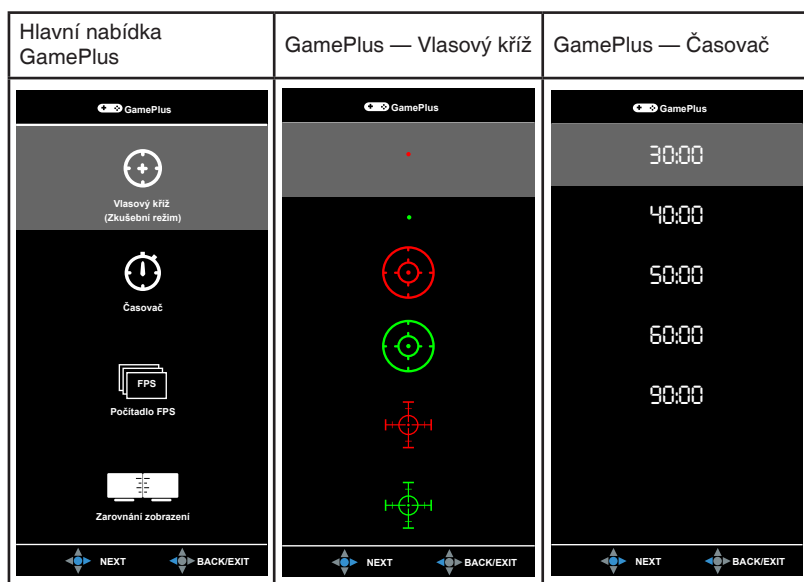 Hlavní nabídka
GamePlus
GamePlus — Vlasový kříž
GamePlus — Časovač
GamePlus
Vlasový kříž
(Zkušební režim)
Časovač
FPS
Počítadlo FPS
Zarovnání zobrazení
NEXT BACK/EXIT
GamePlus
NEXT BACK/EXIT
GamePlus
30:00
40:00
50:00
60:00
90:00
NEXT BACK/EXIT